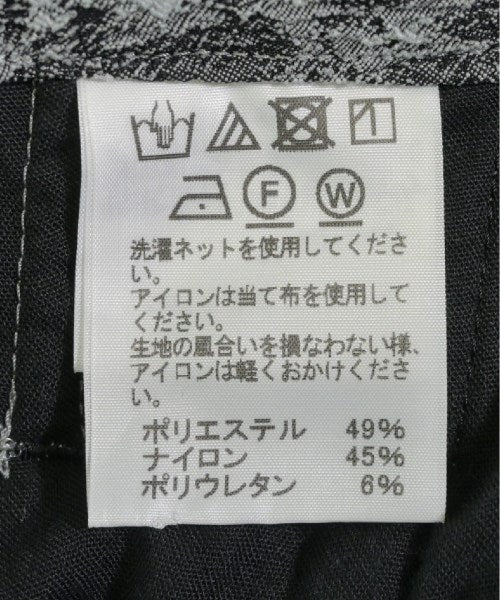 F W
洗濯ネットを使用してくださ
い。
アイロンは当て布を使用して
ください。
生地の風合いを損なわない様、
アイロンは軽くおかけくださ
い。
ポリエステル 49%
ナイロン 45%
ポリウレタン 6%